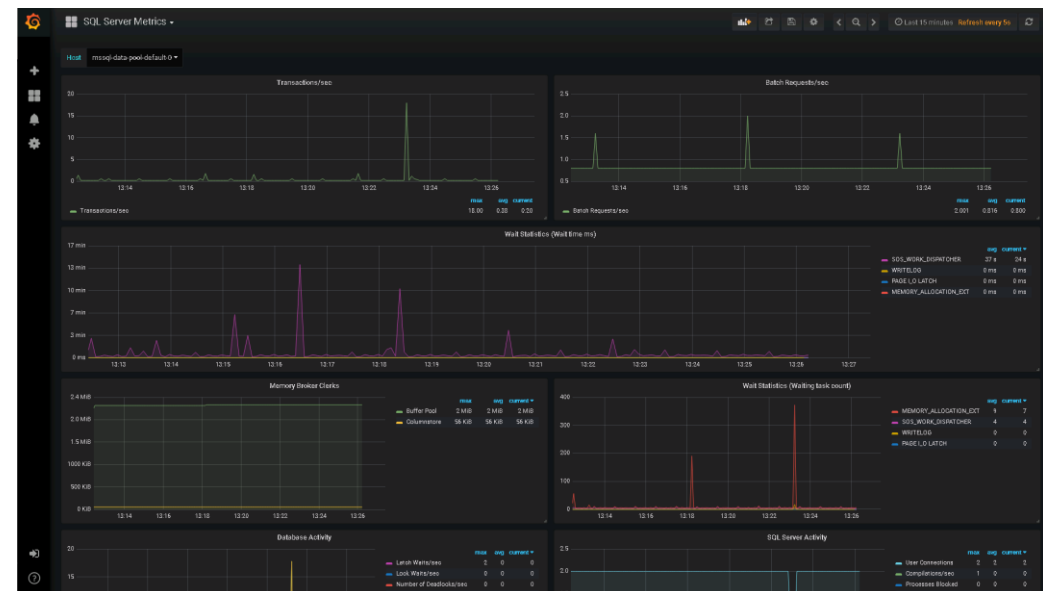 SQL Server Metrics
Last 15 minutes Refresh every 5s
Host mssql-data-pool-default-0
Transactions/sec
20
15
10
5
0
13:14 13:16 13:18 13:20 13:22 13:24 13:26
max avg current
Transactions/sec 18.00 0.28 0.20
Batch Requests/sec
2.5
2.0
1.5
1.0
0.5
13:14 13:16 13:18 13:20 13:22 13:24 13:26
max avg current
Batch Requests/sec 2.001 0.816 0.800
Wait Statistics (Wait time ms)
17 min
13 min
10 min
7 min
3 min
0 ms
13:13 13:14 13:15 13:16 13:17 13:18 13:19 13:20 13:21 13:22 13:23 13:24 13:25 13:26 13:27
avg current
SOS_WORK_DISPATCHER 27 s 24 s
WRITELOG 0 ms 0 ms
PAGE I_O LATCH 0 ms 0 ms
MEMORY_ALLOCATION_EXT 0 ms 0 ms
Memory Broker Clerks
2.4 MiB
2.0 MiB
1.5 MiB
1000 KiB
500 KiB
0 KiB
13:14 13:16 13:18 13:20 13:22 13:24 13:26
max avg current
Buffer Pool 2 MiB 2 MiB 2 MiB
Columnstore 56 KiB 56 KiB 56 KiB
Wait Statistics (Waiting task count)
400
300
200
100
0
13:14 13:16 13:18 13:20 13:22 13:24 13:26
avg current
MEMORY_ALLOCATION_EXT 9 7
SOS_WORK_DISPATCHER 4 4
WRITELOG 0 0
PAGE I_O LATCH 0 0
Database Activity
20
15
max avg current
Latch Waits/sec 2 0 0
Lock Waits/sec 0 0 0
Number of Deadlocks/sec 0 0 0
SQL Server Activity
2.5
2.0
max avg current
User Connections 2 2 2
Compilations/sec 1 0 0
Processes Blocked 0 0 0